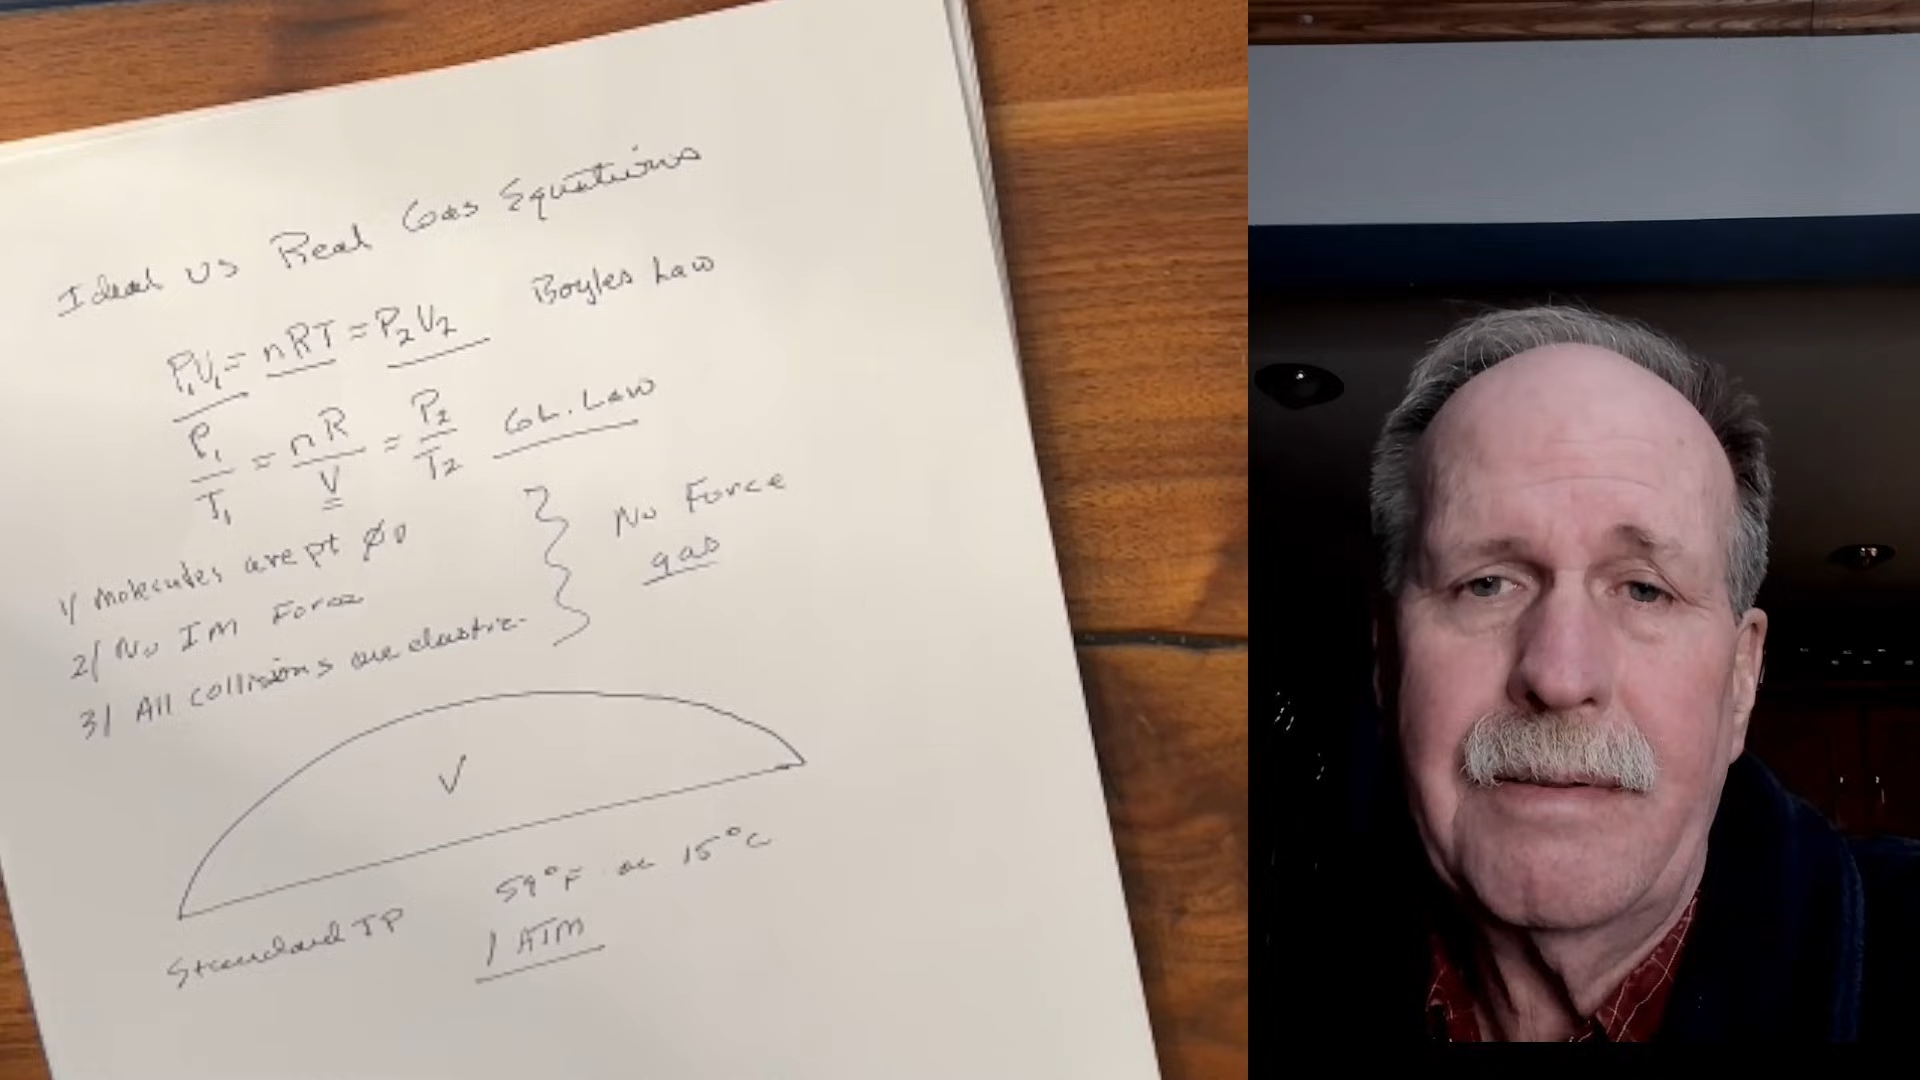 Ideal vs Real Gas Equations
P₁V₁ = nRT = P₂V₂ Boyles Law
P₁/T₁ = nR/V = P₂/T₂ GL. Law
1/ Molecules are pt
2/ No IM Force
3/ All collisions are elastic
No Force
gas
V
Standard TP 59°F or 15°C
1 ATM